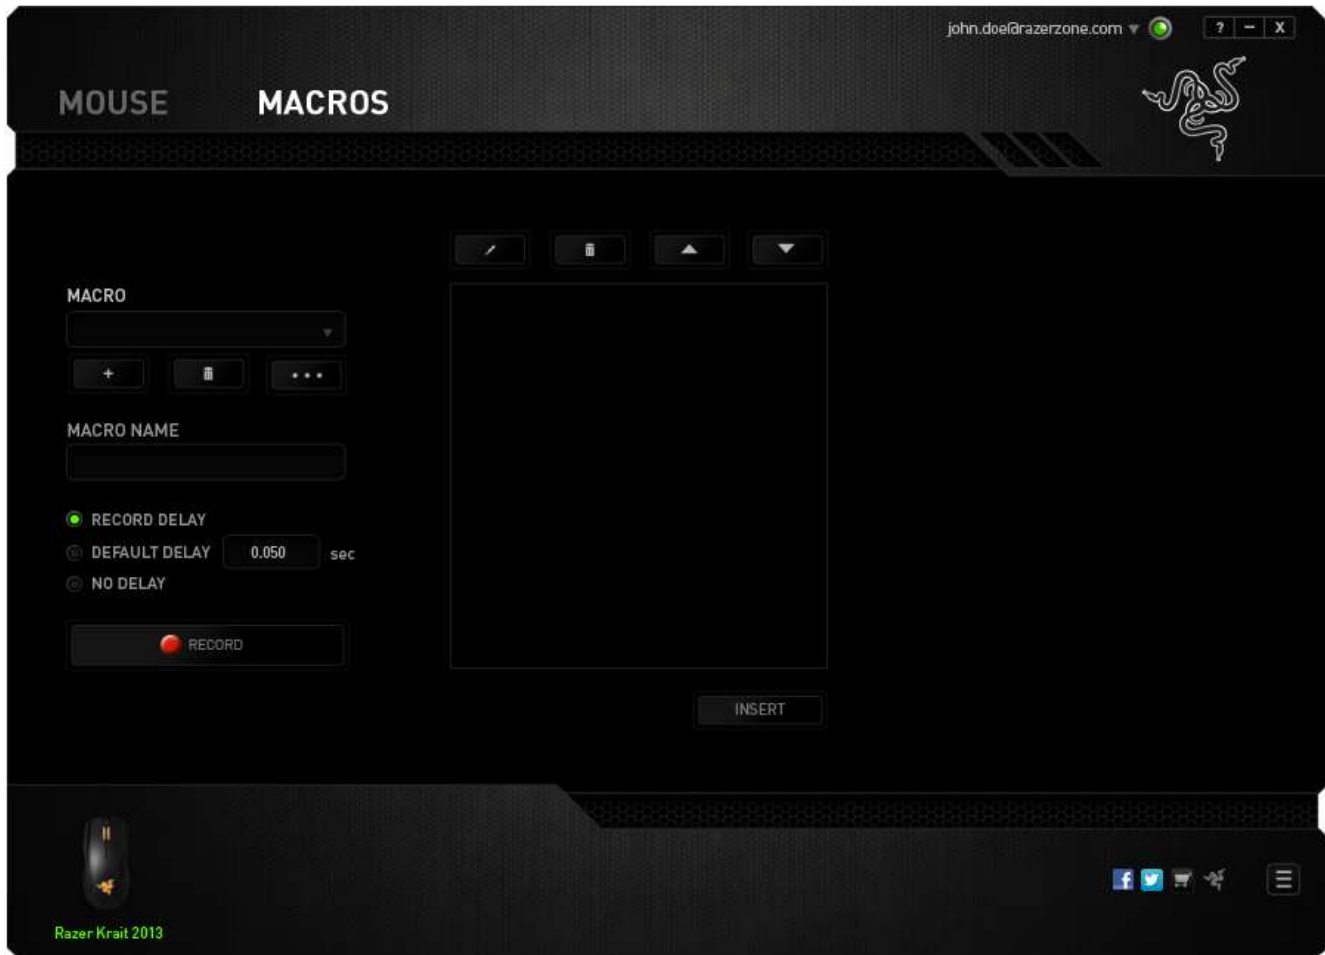 john.doe@razerzone.com
? – X
MOUSE MACROS
MACRO
MACRO NAME
RECORD DELAY
DEFAULT DELAY 0.050 sec
NO DELAY
RECORD
INSERT
Razer Krait 2013